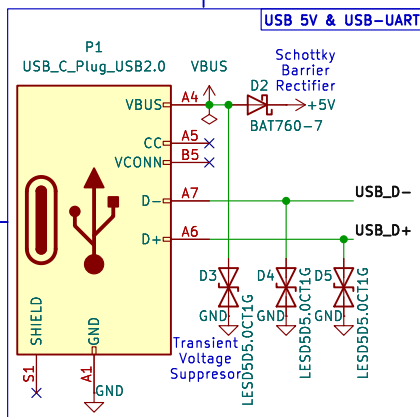 USB 5V & USB-UART
P1
USB_C_Plug_USB2.0
VBUS
Schottky
Barrier
Rectifier
D2
+5V
BAT760-7
VBUS
A4
CC
A5
VCONN
B5
D-
A7
USB_D-
D+
A6
USB_D+
D3
D4
D5
LESD5D5.0CT1G
LESD5D5.0CT1G
LESD5D5.0CT1G
GND
GND
GND
SHIELD
GND
Transient
Voltage
Suppresor
S1
A1
GND